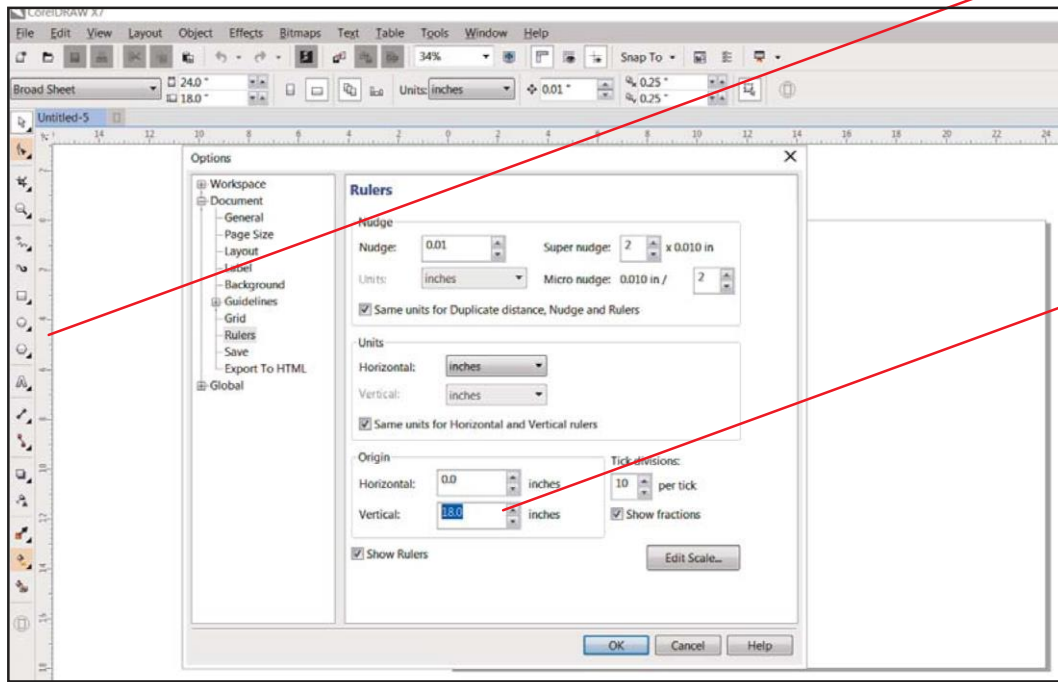 CorelDRAW X7
File Edit View Layout Object Effects Bitmaps Text Table Tools Window Help
34% Snap To
Broad Sheet 24.0 " 18.0 " Units: inches 0.01 " 0.25 " 0.25 "
Untitled-5
14 12 10 8 6 4 2 0 2 4 6 8 10 12 14 16 18 20 22 24
Options
Workspace
Document
General
Page Size
Layout
Label
Background
Guidelines
Grid
Rulers
Save
Export To HTML
Global
Rulers
Nudge
Nudge: 0.01 Super nudge: 2 x 0.010 in
Units: inches Micro nudge: 0.010 in / 2
Same units for Duplicate distance, Nudge and Rulers
Units
Horizontal: inches
Vertical: inches
Same units for Horizontal and Vertical rulers
Origin
Horizontal: 0.0 inches
Vertical: 18.0 inches
Tick divisions:
10 per tick
Show fractions
Show Rulers
Edit Scale...
OK Cancel Help